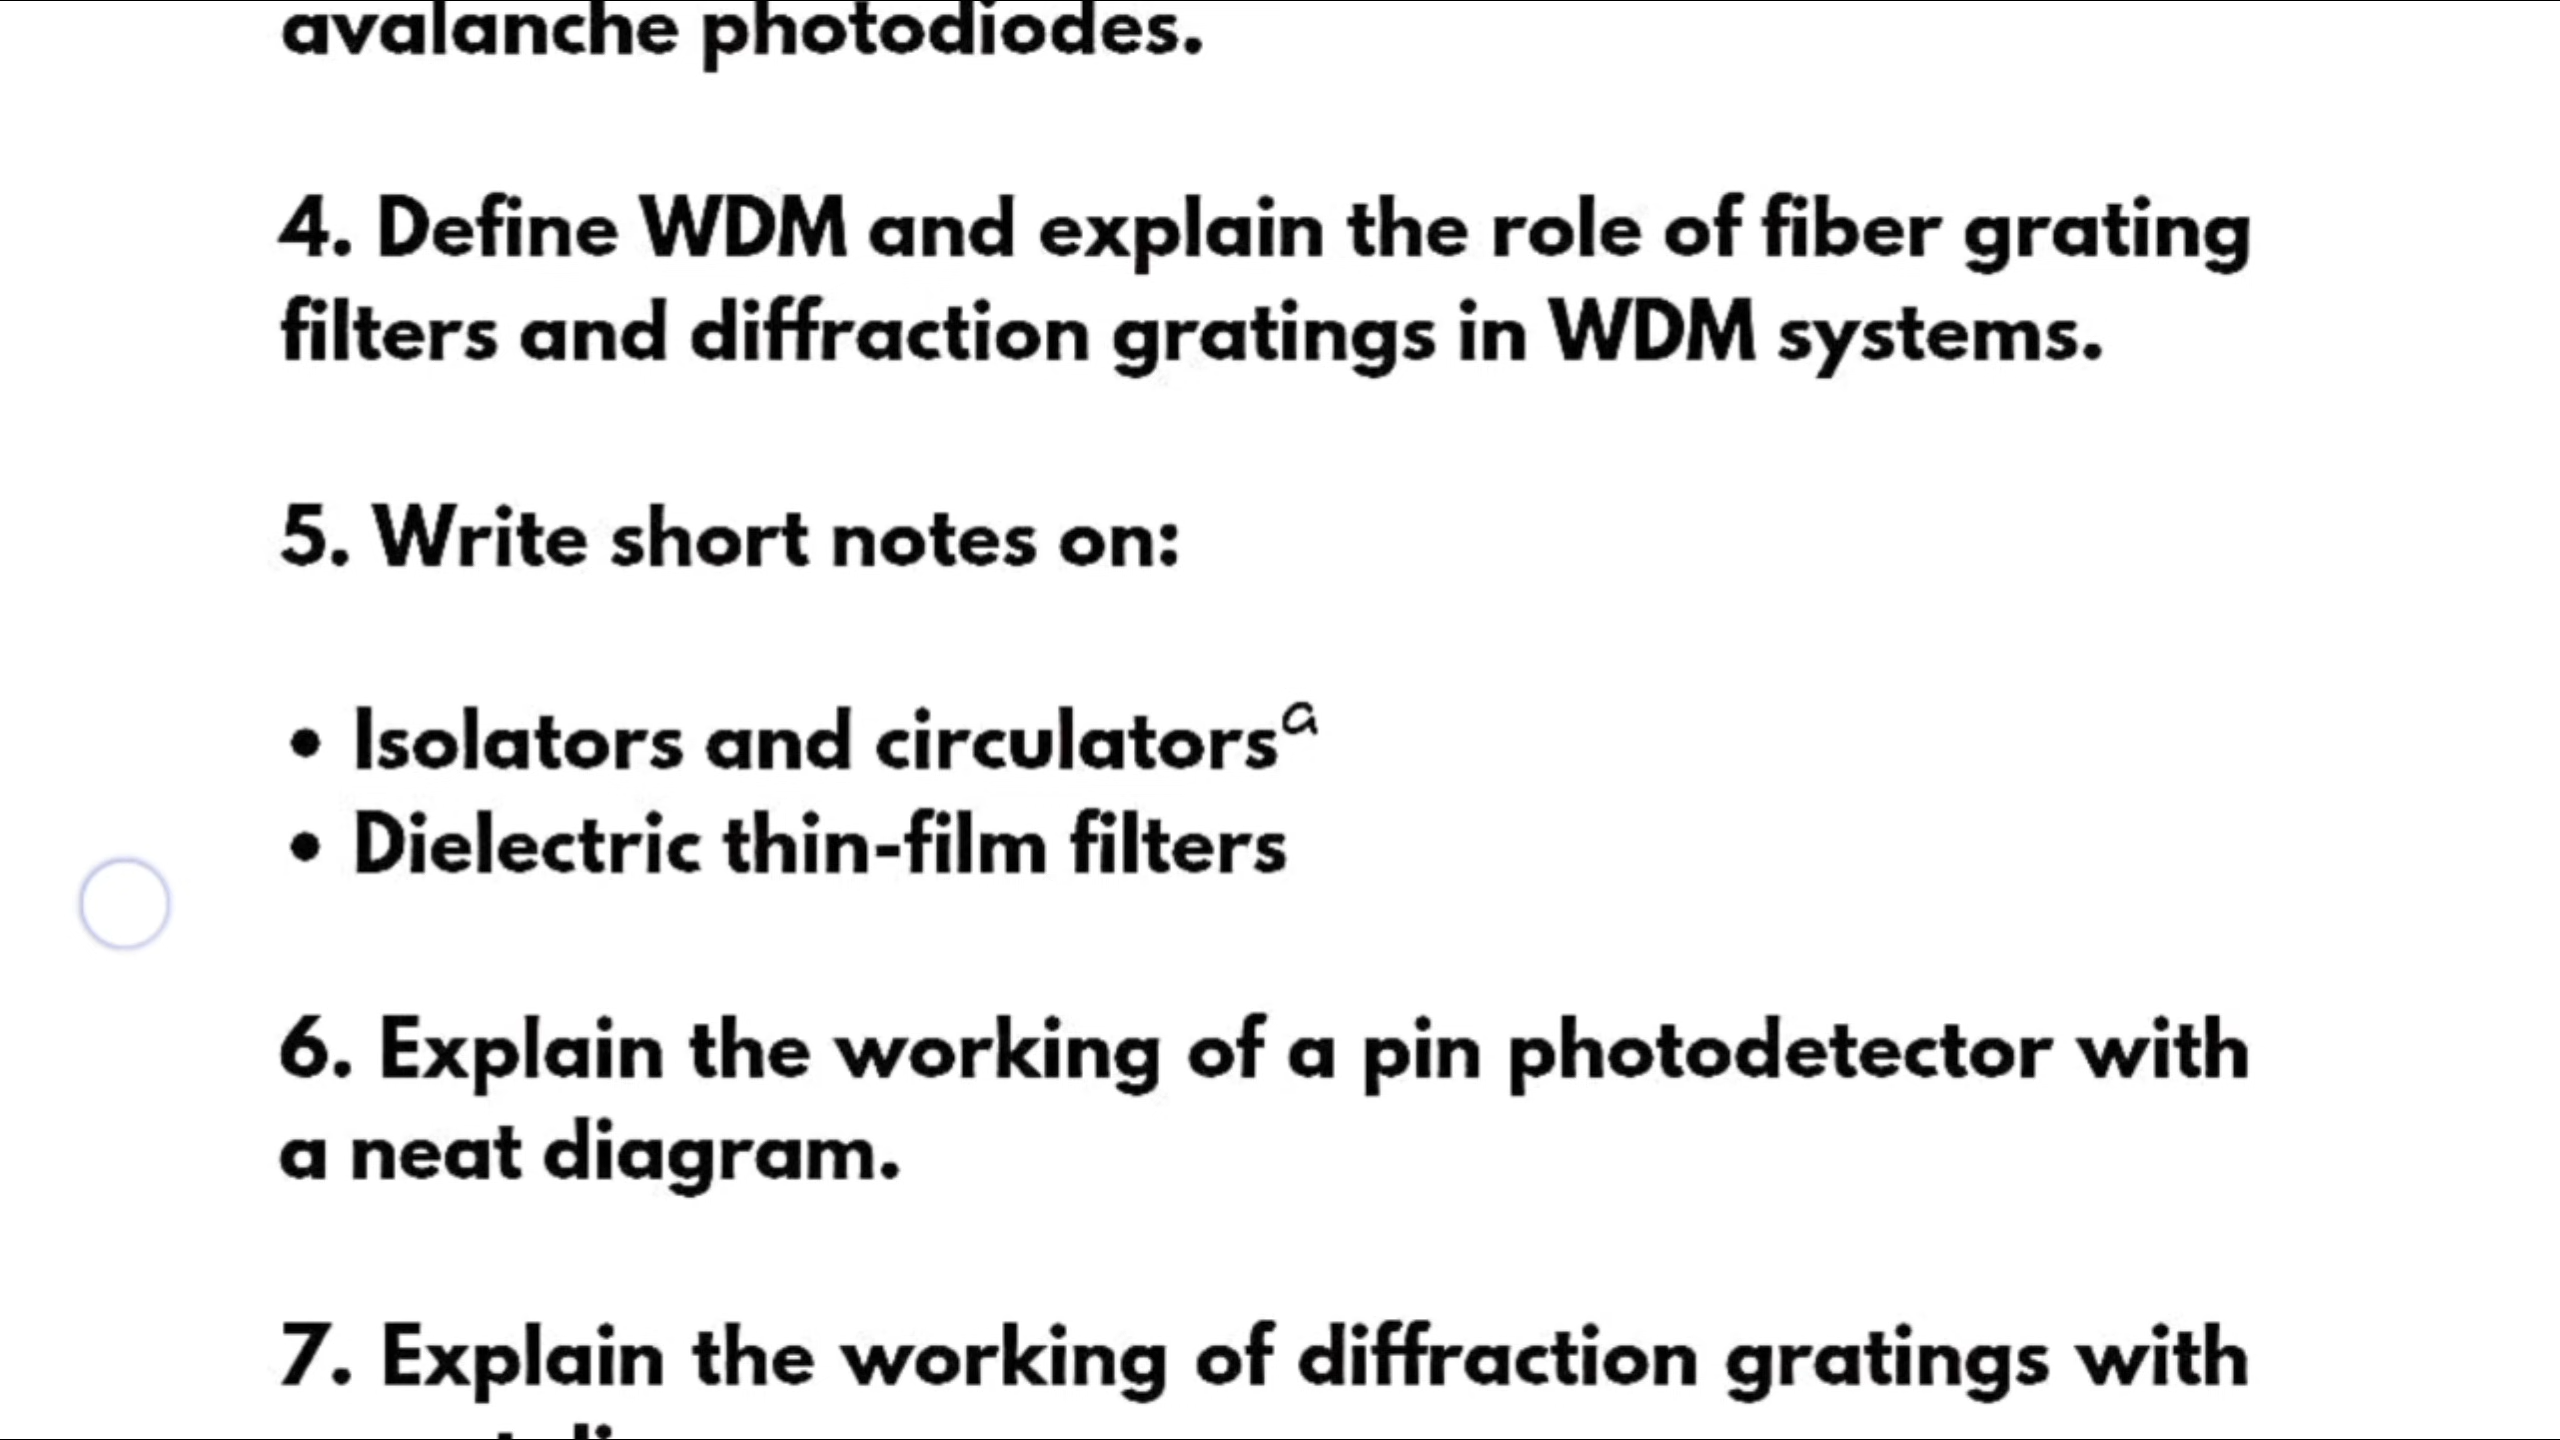 avalanche photodiodes.
4. Define WDM and explain the role of fiber grating
filters and diffraction gratings in WDM systems.
5. Write short notes on:
• Isolators and circulators a
• Dielectric thin-film filters
6. Explain the working of a pin photodetector with
a neat diagram.
7. Explain the working of diffraction gratings with